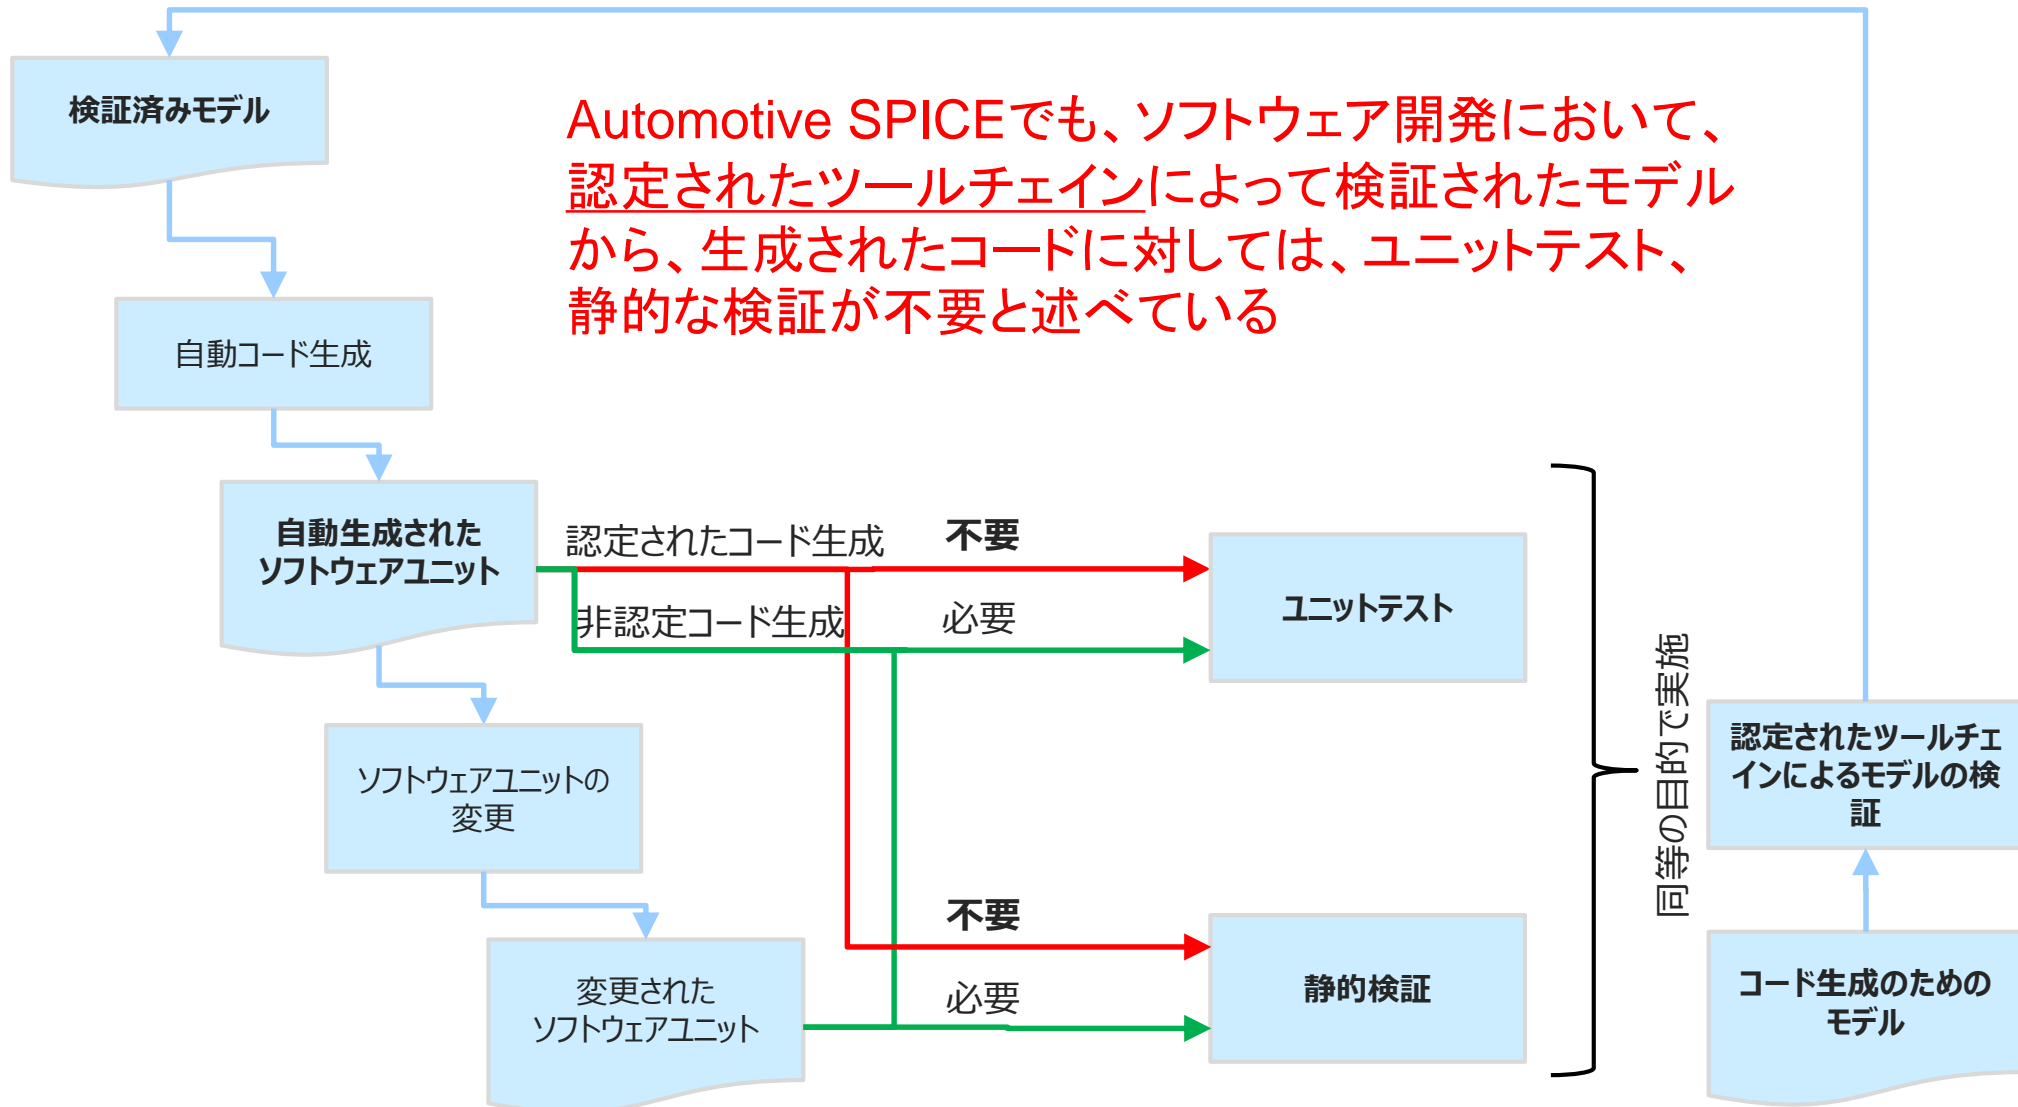 検証済みモデル
Automotive SPICEでも、ソフトウェア開発において、
認定されたツールチェインによって検証されたモデル
から、生成されたコードに対しては、ユニットテスト、
静的な検証が不要と述べている
自動コード生成
自動生成された
ソフトウェアユニット
認定されたコード生成
不要
非認定コード生成
必要
ユニットテスト
ソフトウェアユニットの
変更
変更された
ソフトウェアユニット
不要
必要
静的検証
同等の目的で実施
認定されたツールチェ
インによるモデルの検
証
コード生成のための
モデル